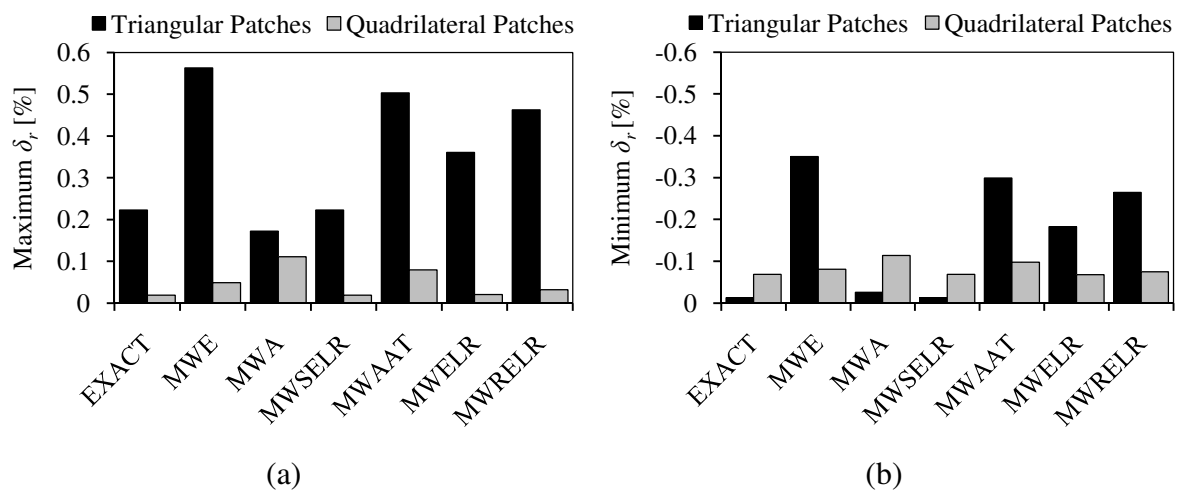 Triangular Patches Quadrilateral Patches
Maximum δr [%]
0.6
0.5
0.4
0.3
0.2
0.1
0
EXACT
MWE
MWA
MWSELR
MWAAT
MWELR
MWRELR
(a)
Triangular Patches Quadrilateral Patches
Minimum δr [%]
-0.6
-0.5
-0.4
-0.3
-0.2
-0.1
0
EXACT
MWE
MWA
MWSELR
MWAAT
MWELR
MWRELR
(b)